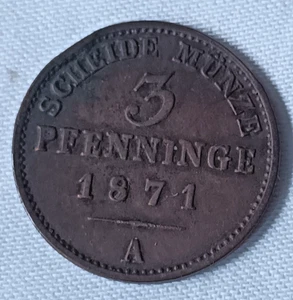 SCHEIDE MÜNZE
3
PFENNINGE
1871
A